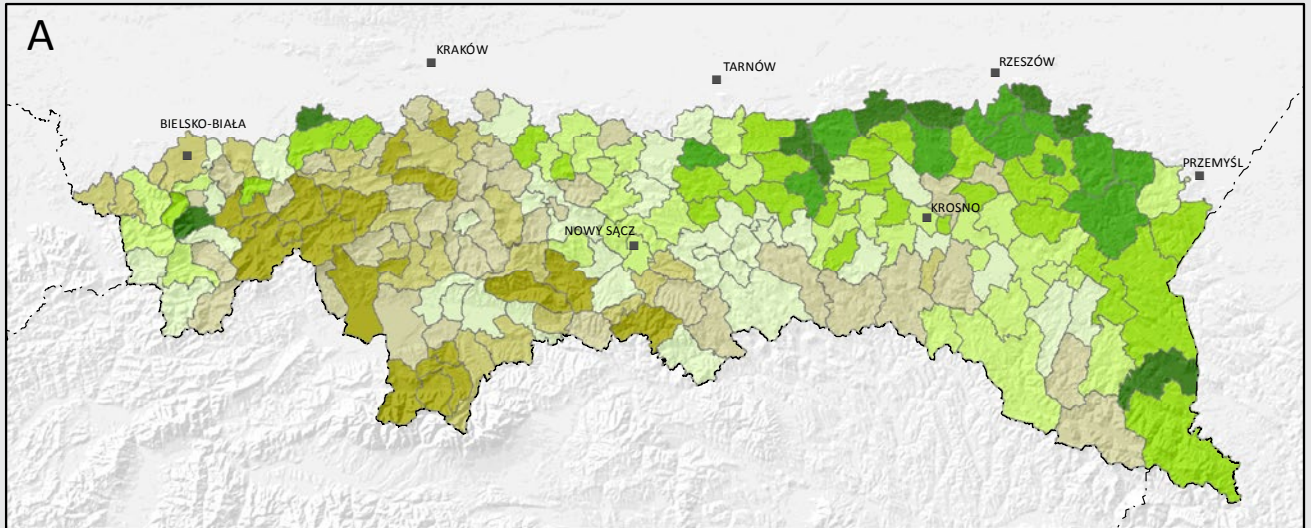 A
KRAKÓW
TARNÓW
RZESZÓW
BIELSKO-BIAŁA
PRZEMYŚL
KROSNO
NOWY SĄCZ